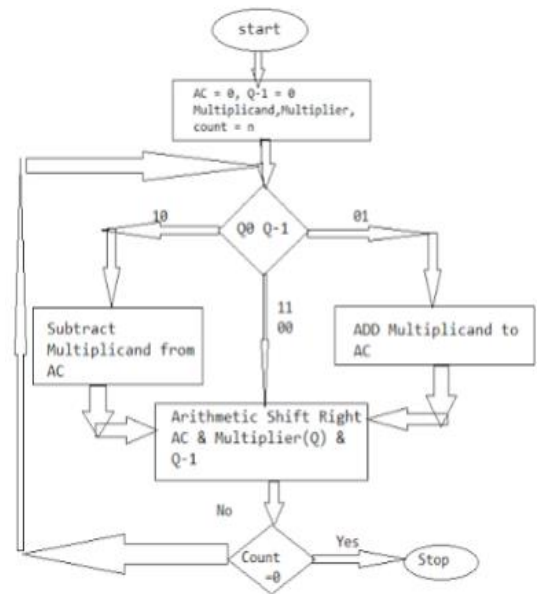 start
AC = 0, Q-1 = 0
Multiplicand,Multiplier,
count = n
10
Q0 Q-1
01
11
00
Subtract
Multiplicand from
AC
ADD Multiplicand to
AC
Arithmetic Shift Right
AC & Multiplier(Q) &
Q-1
No
Count
=0
Yes
Stop